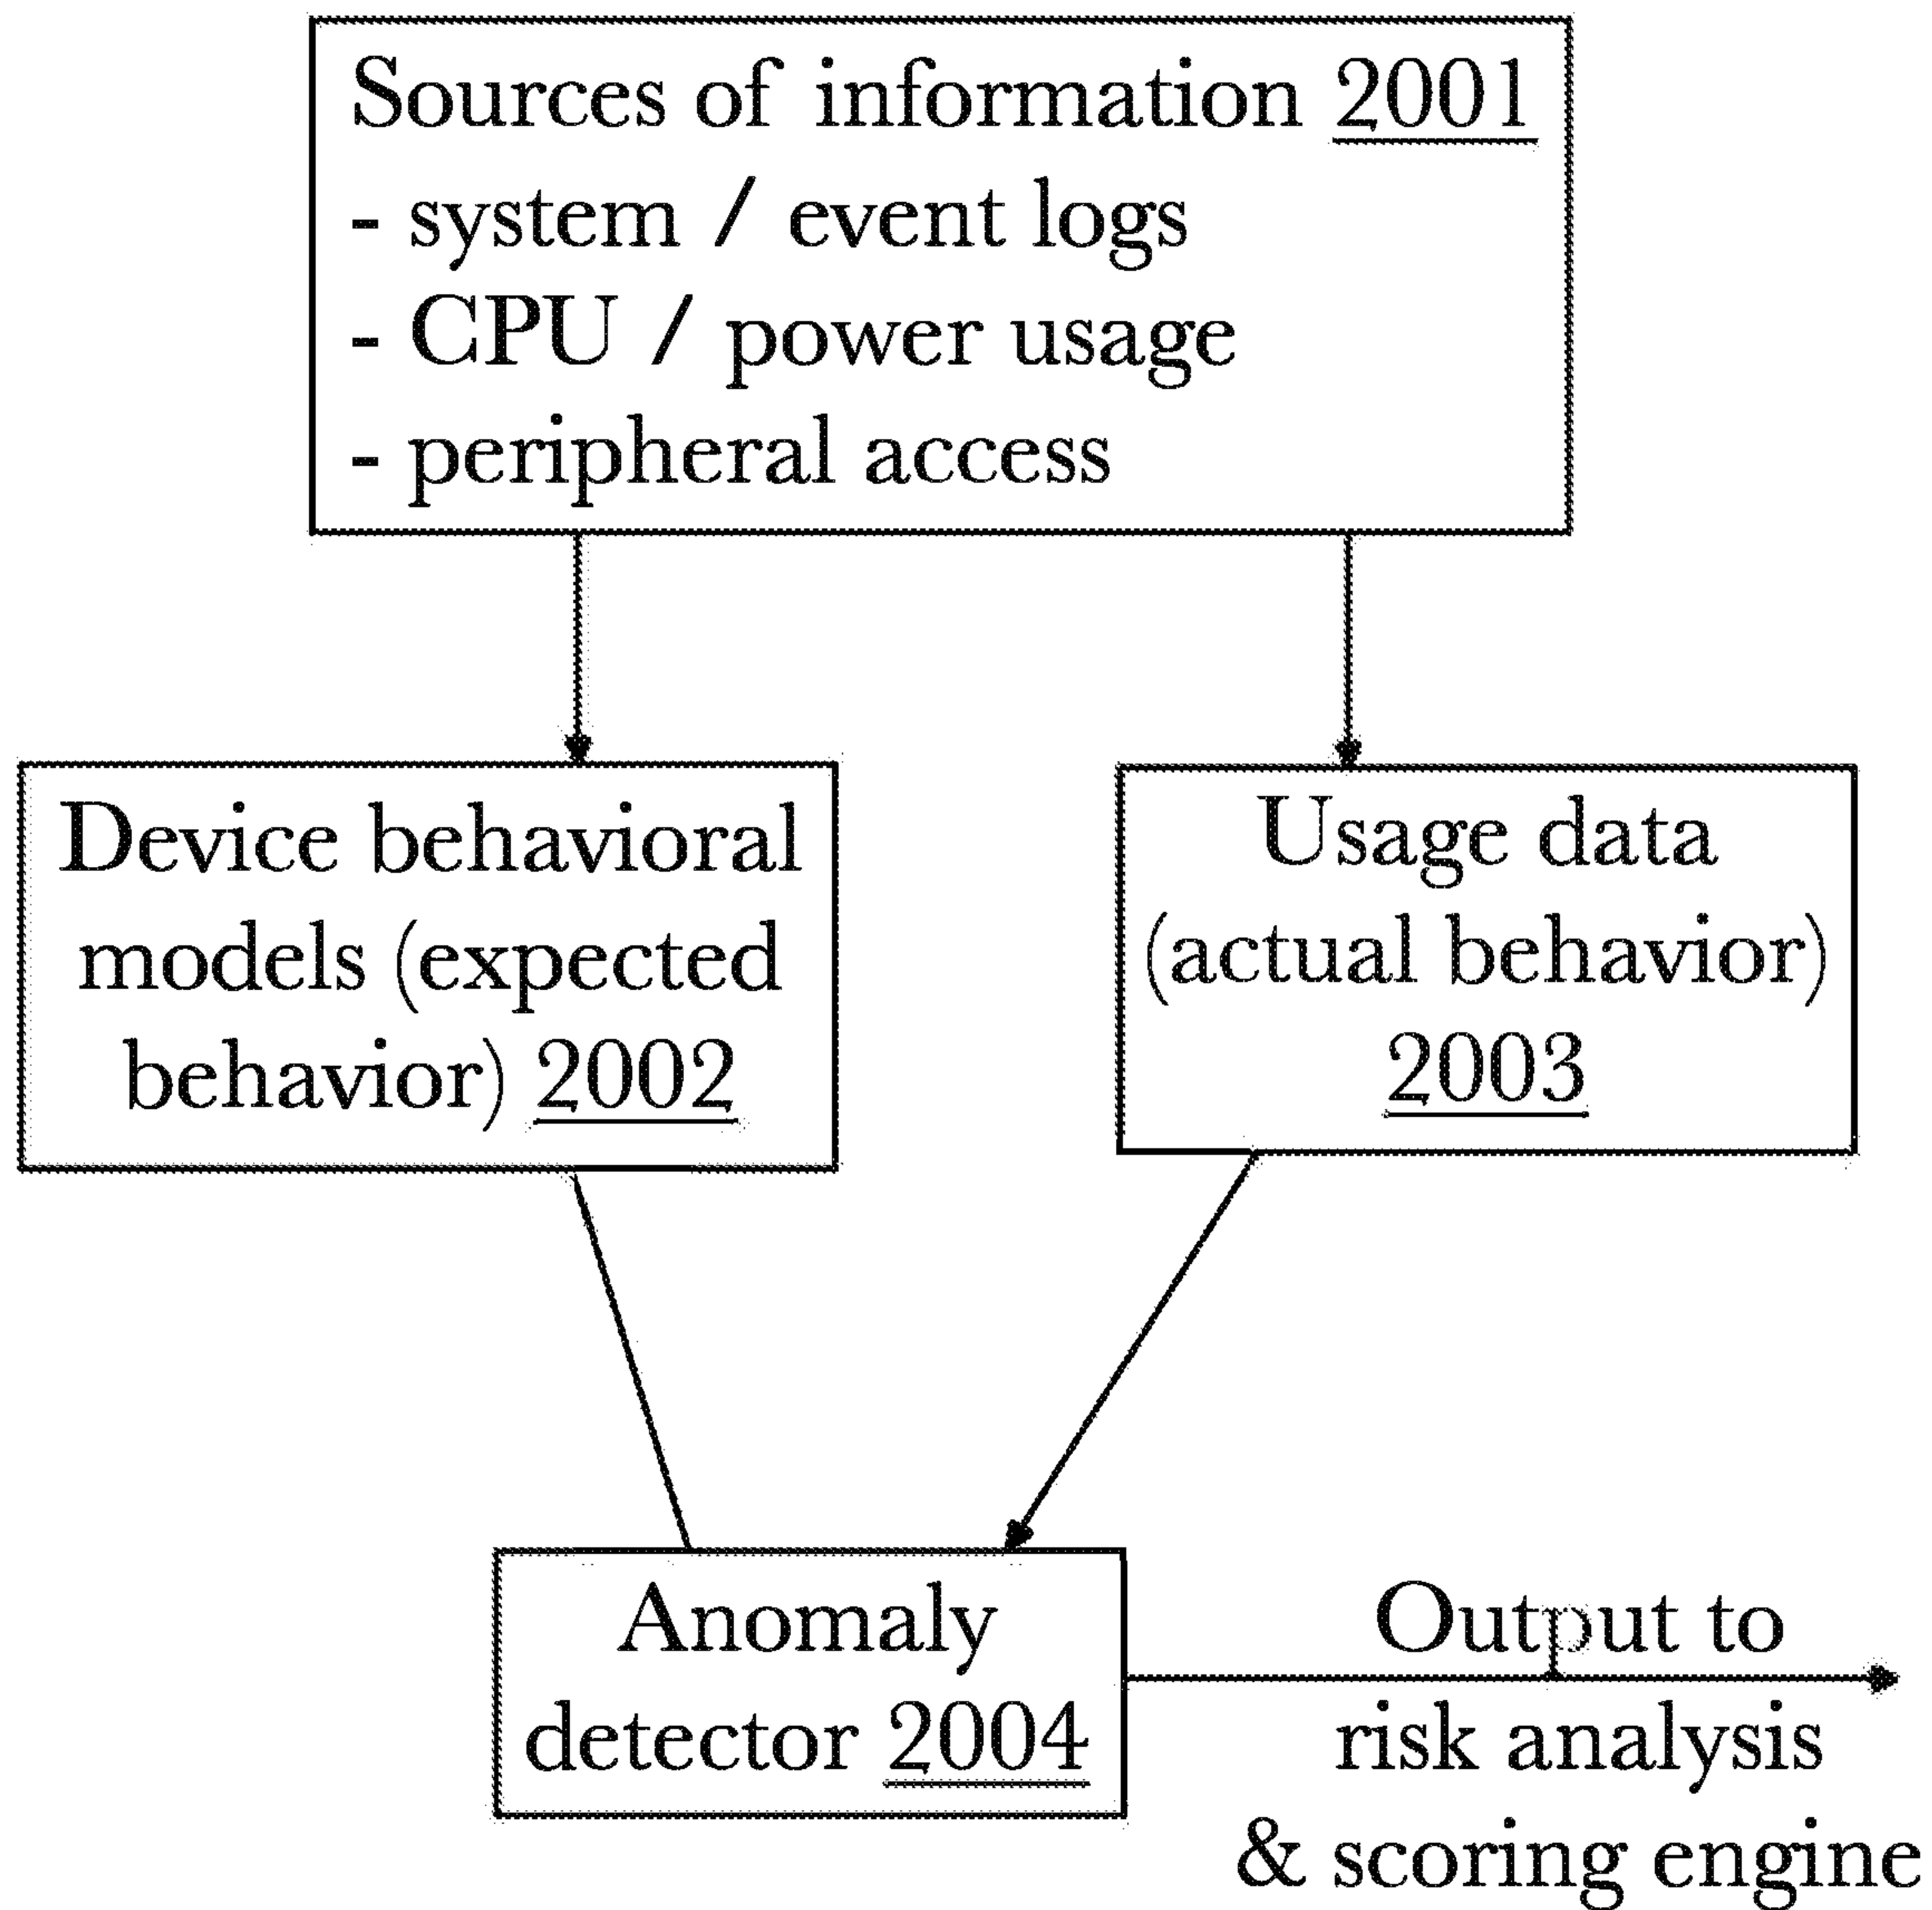 Sources of information 2001
- system / event logs
- CPU / power usage
- peripheral access
Device behavioral
models (expected
behavior) 2002
Usage data
(actual behavior)
2003
Anomaly
detector 2004
Output to
risk analysis
& scoring engine